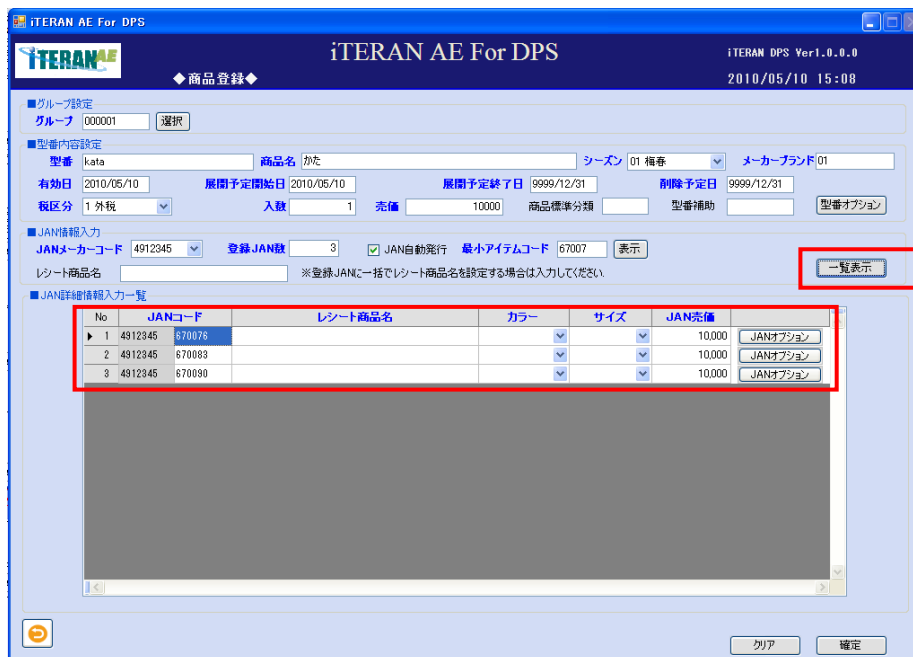 iTERAN AE For DPS
iTERAN AE
iTERAN AE For DPS
iTERAN DPS Ver1.0.0.0
◆商品登録◆
2010/05/10 15:08
■グループ設定
グループ 000001 選択
■型番内容設定
型番 kata 商品名 かた シーズン 01 梅春 メーカーブランド 01
有効日 2010/05/10 展開予定開始日 2010/05/10 展開予定終了日 9999/12/31 削除予定日 9999/12/31
税区分 1 外税 入数 1 売価 10000 商品標準分類 型番補助 型番オプション
■JAN情報入力
JANメーカーコード 4912345 登録JAN数 3 JAN自動発行 最小アイテムコード 67007 表示
レシート商品名 ※登録JANに一括でレシート商品名を設定する場合は入力してください. 一覧表示
■JAN詳細情報入力一覧
No JANコード レシート商品名 カラー サイズ JAN売価
1 4912345 670076 10,000 JANオプション
2 4912345 670083 10,000 JANオプション
3 4912345 670090 10,000 JANオプション
クリア 確定